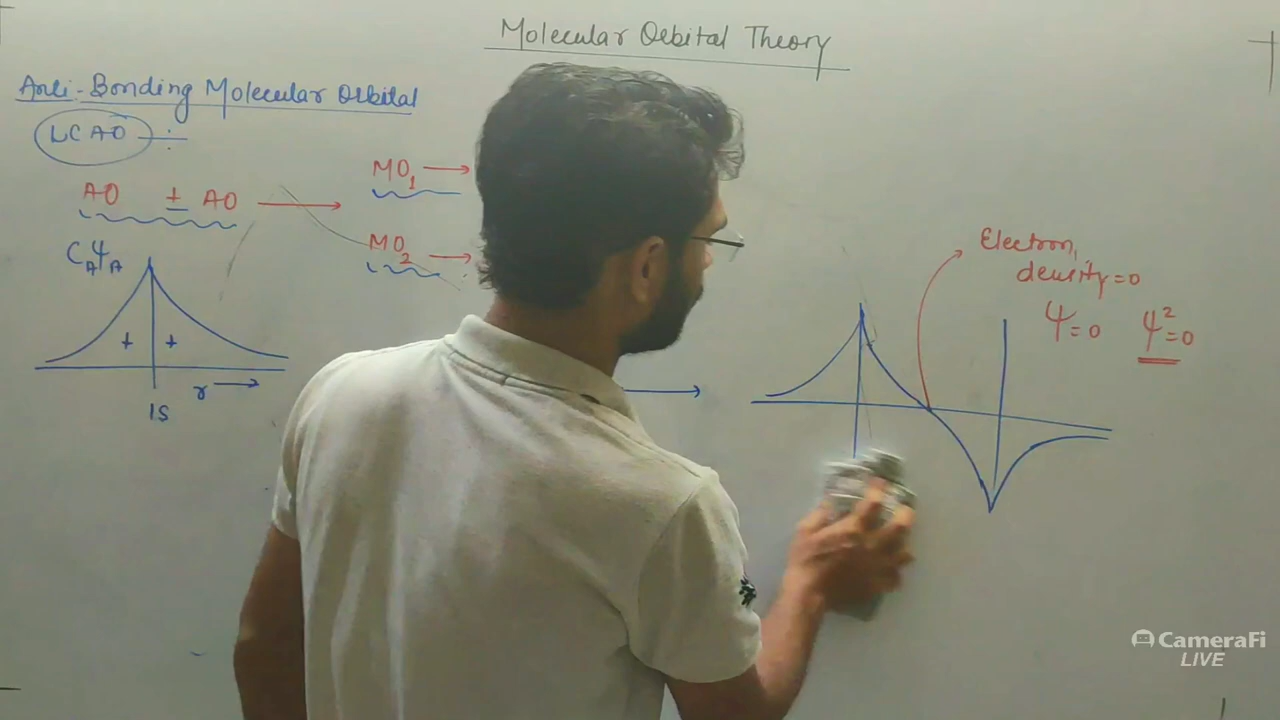 Molecular Orbital Theory
Anti-Bonding Molecular Orbital
LCAO :
AO ± AO → MO₁ →
MO₂ →
C_Aψ_A
+ +
r →
1S
Electron
density = 0
ψ = 0 ψ² = 0
CameraFi
LIVE